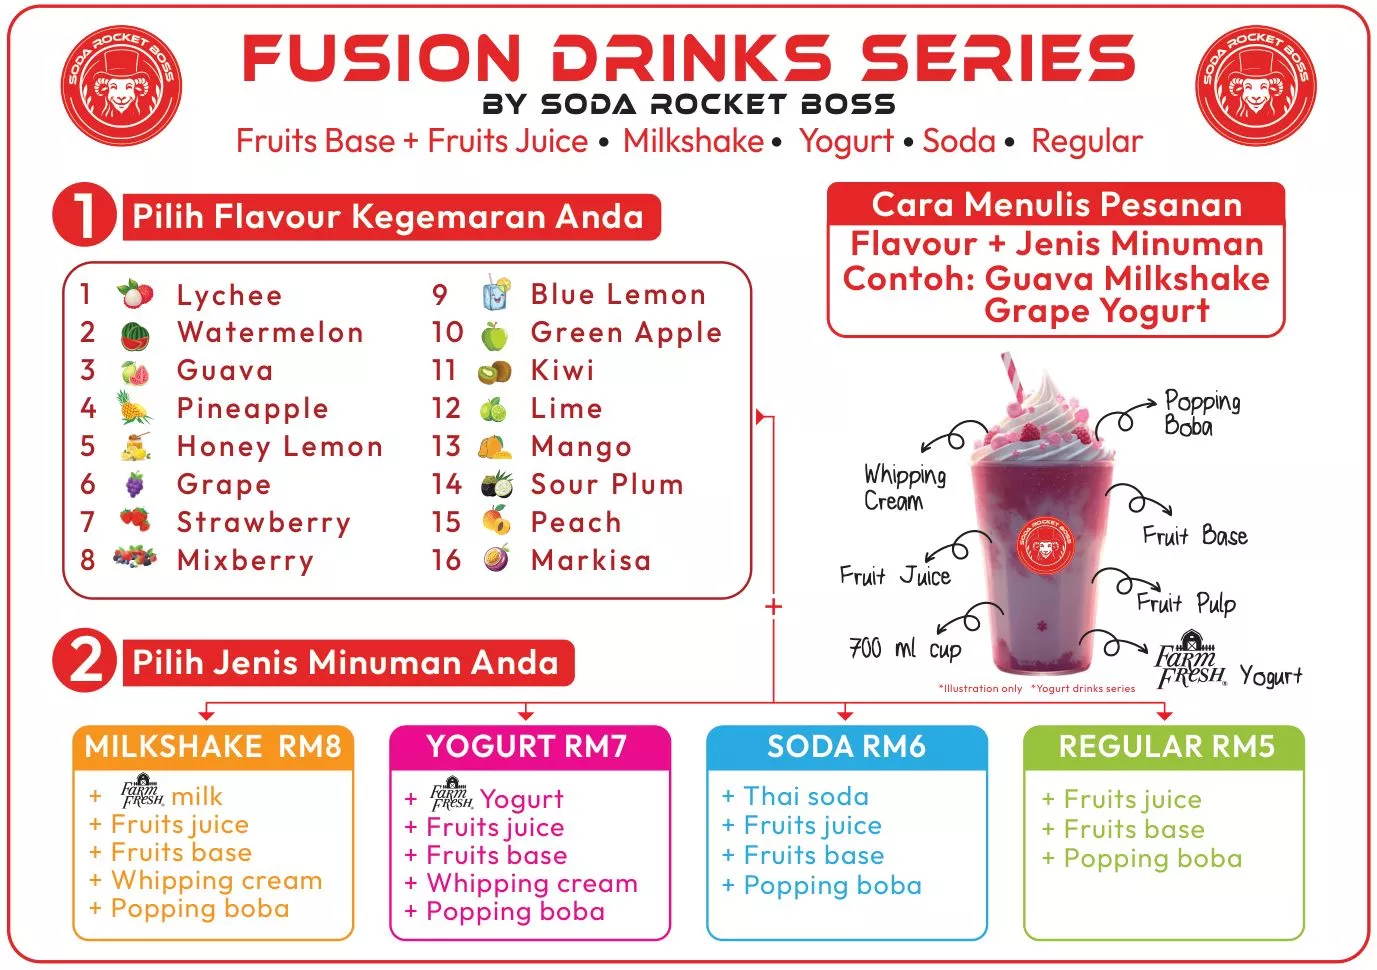 SODA ROCKET BOSS
FUSION DRINKS SERIES
BY SODA ROCKET BOSS
Fruits Base + Fruits Juice • Milkshake • Yogurt • Soda • Regular
SODA ROCKET BOSS
1 Pilih Flavour Kegemaran Anda
1 Lychee
2 Watermelon
3 Guava
4 Pineapple
5 Honey Lemon
6 Grape
7 Strawberry
8 Mixberry
9 Blue Lemon
10 Green Apple
11 Kiwi
12 Lime
13 Mango
14 Sour Plum
15 Peach
16 Markisa
Cara Menulis Pesanan
Flavour + Jenis Minuman
Contoh: Guava Milkshake
Grape Yogurt
Popping
Boba
Whipping
Cream
Fruit Base
SODA ROCKET BOSS
Fruit Juice
Fruit Pulp
700 ml cup
FARM
FRESH® Yogurt
*Illustration only *Yogurt drinks series
+
2 Pilih Jenis Minuman Anda
MILKSHAKE RM8
+ FARM FRESH milk
+ Fruits juice
+ Fruits base
+ Whipping cream
+ Popping boba
YOGURT RM7
+ FARM FRESH Yogurt
+ Fruits juice
+ Fruits base
+ Whipping cream
+ Popping boba
SODA RM6
+ Thai soda
+ Fruits juice
+ Fruits base
+ Popping boba
REGULAR RM5
+ Fruits juice
+ Fruits base
+ Popping boba